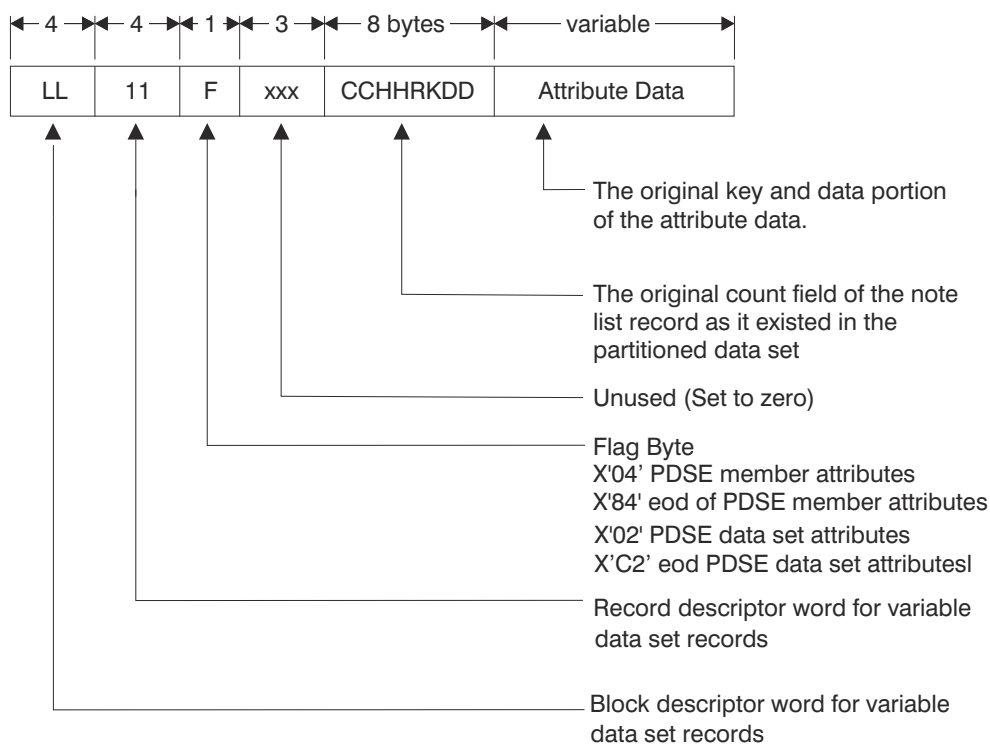 4 4 1 3 8 bytes variable
LL 11 F xxx CCHHRKDD Attribute Data
The original key and data portion
of the attribute data.
The original count field of the note
list record as it existed in the
partitioned data set
Unused (Set to zero)
Flag Byte
X'04’ PDSE member attributes
X'84' eod of PDSE member attributes
X'02' PDSE data set attributes
X’C2’ eod PDSE data set attributesl
Record descriptor word for variable
data set records
Block descriptor word for variable
data set records